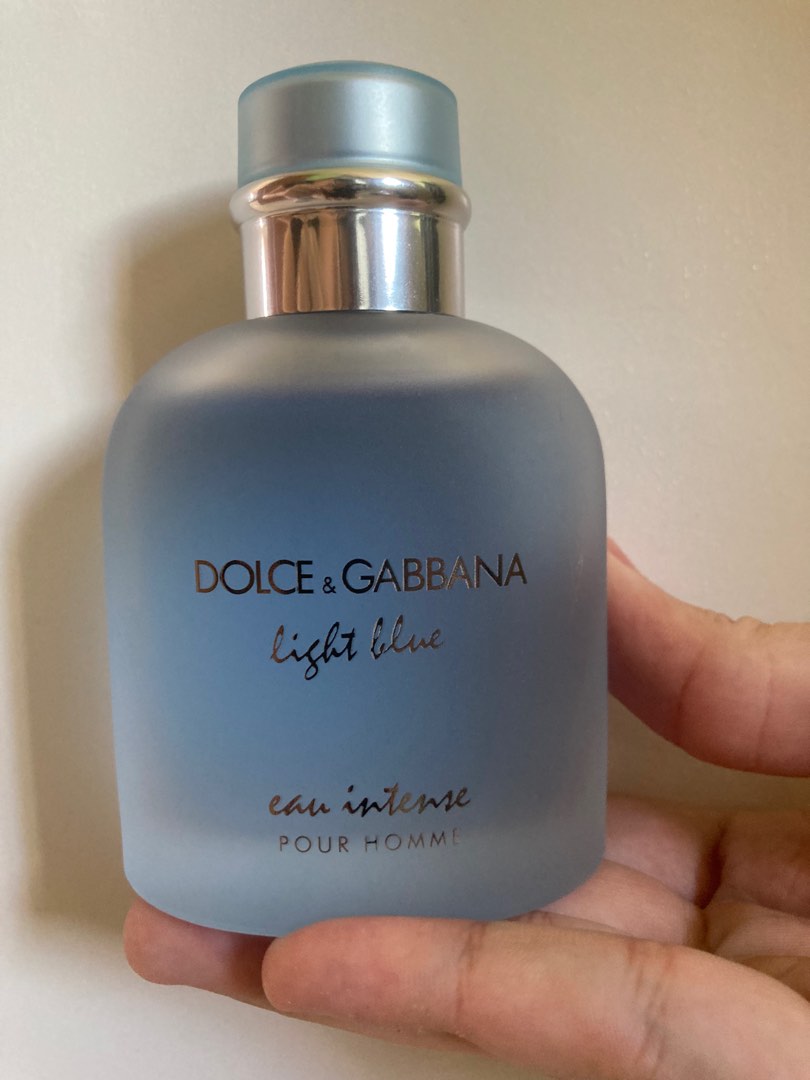 DOLCE & GABBANA
light blue
eau intense
POUR HOMME